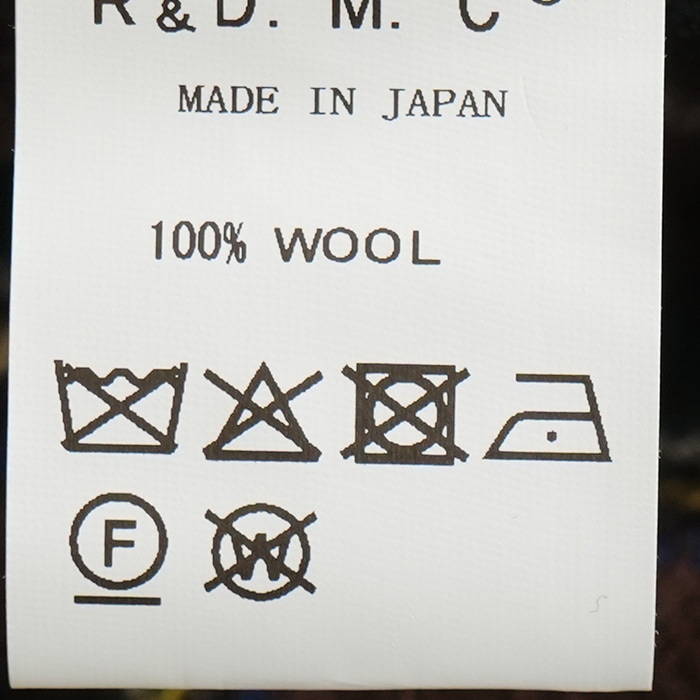 R & D. M. C
MADE IN JAPAN
100% WOOL
F
W